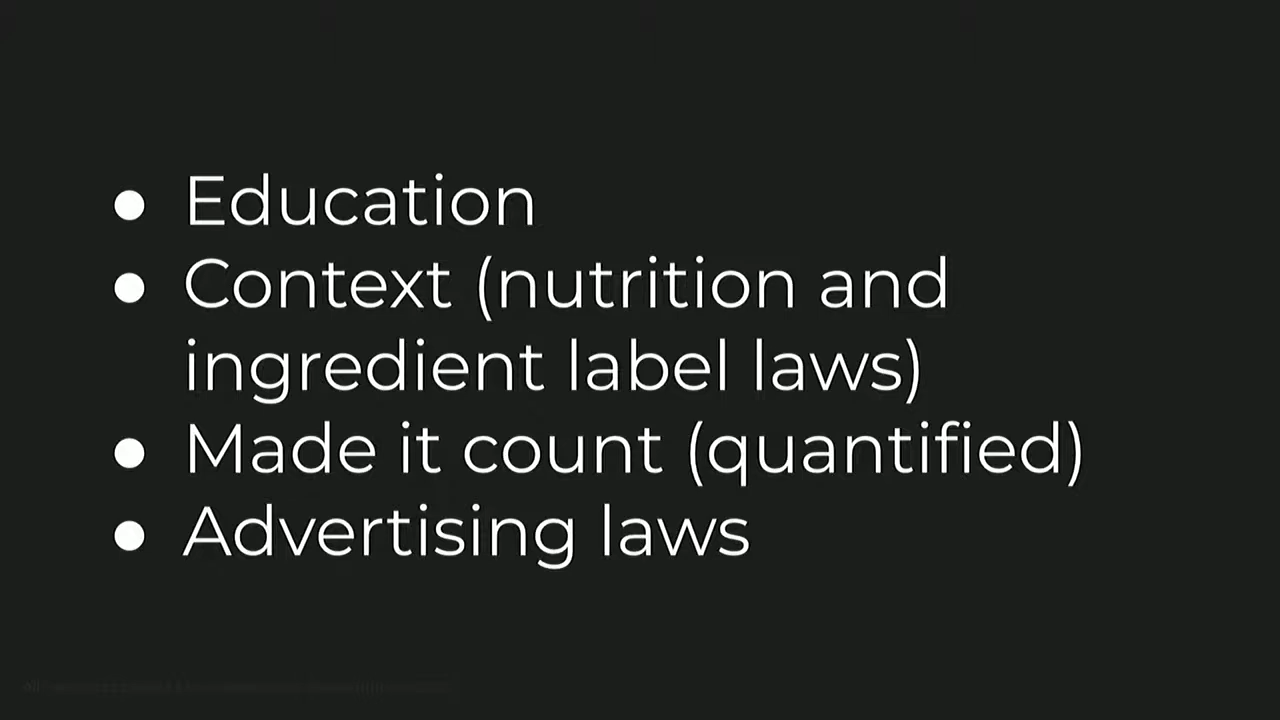 ● Education
● Context (nutrition and
ingredient label laws)
● Made it count (quantified)
● Advertising laws